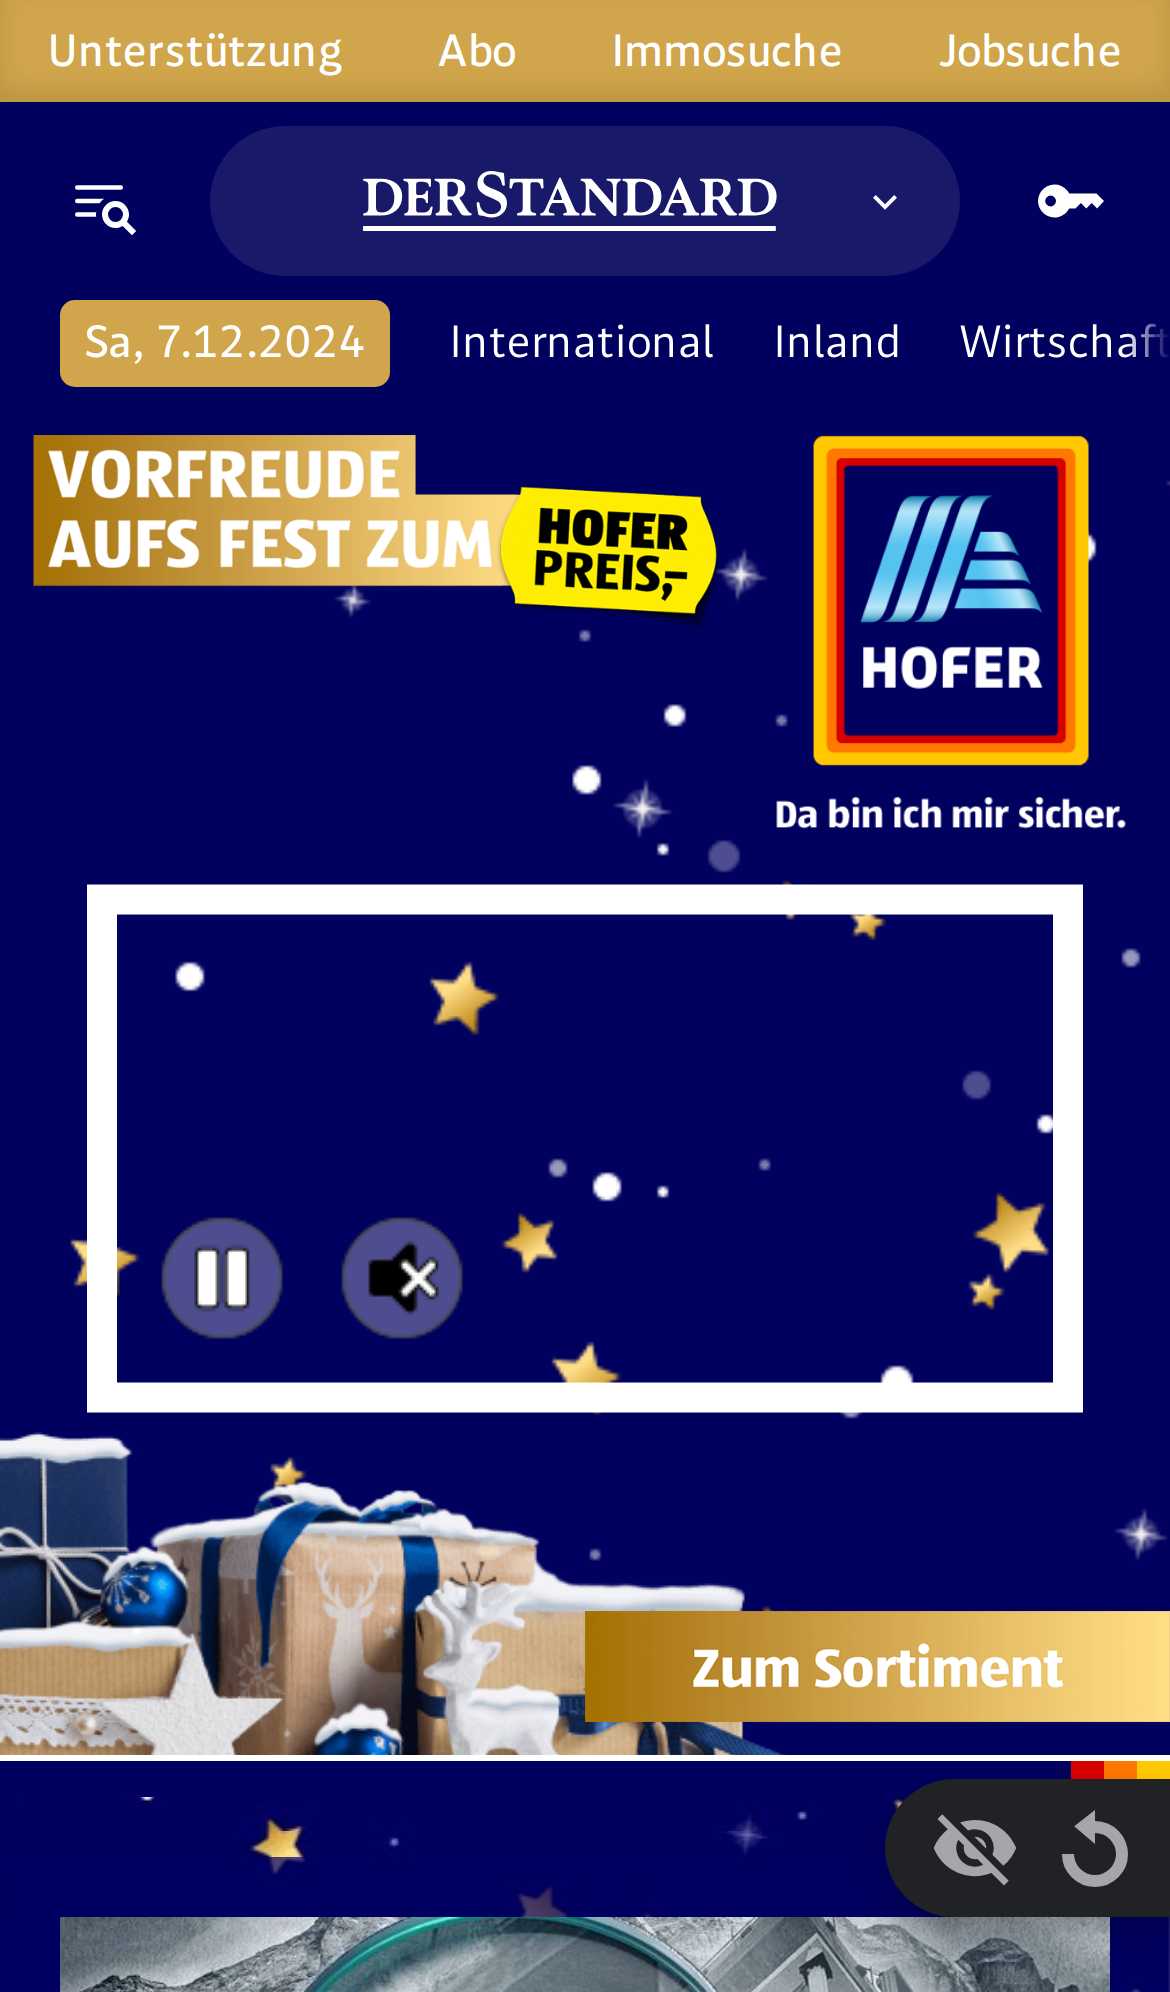 Unterstützung Abo Immosuche Jobsuche
DERSTANDARD
Sa, 7.12.2024 International Inland Wirtschaft
VORFREUDE
AUFS FEST ZUM
HOFER
PREIS,-
HOFER
Da bin ich mir sicher.
Zum Sortiment